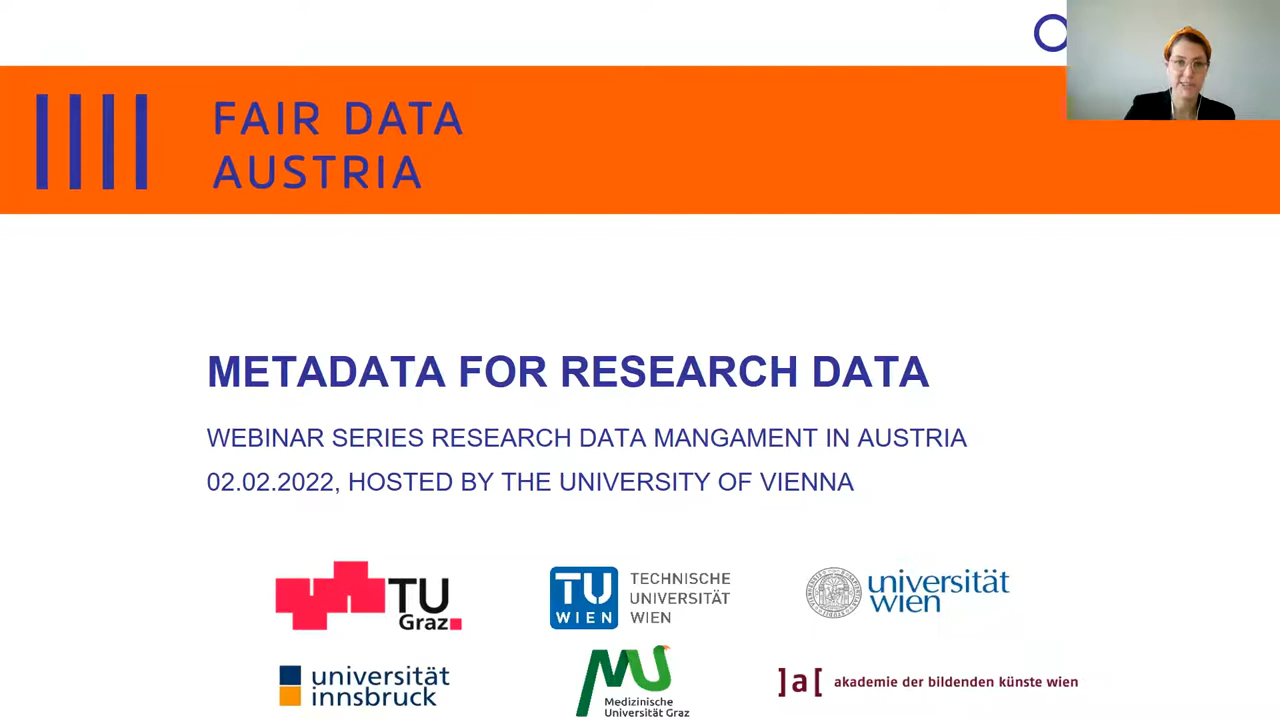 FAIR DATA
AUSTRIA
METADATA FOR RESEARCH DATA
WEBINAR SERIES RESEARCH DATA MANGAMENT IN AUSTRIA
02.02.2022, HOSTED BY THE UNIVERSITY OF VIENNA
TU
Graz
TU
WIEN
TECHNISCHE
UNIVERSITÄT
WIEN
universität
wien
universität
innsbruck
Medizinische
Universität Graz
]a[ akademie der bildenden künste wien